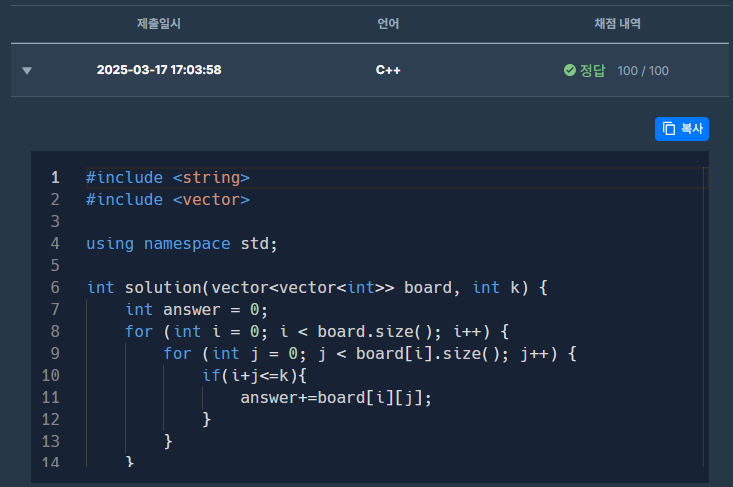 제출일시 언어 채점 내역
2025-03-17 17:03:58 C++ 정답 100 / 100
복사
1 #include <string>
2 #include <vector>
3
4 using namespace std;
5
6 int solution(vector<vector<int>> board, int k) {
7 int answer = 0;
8 for (int i = 0; i < board.size(); i++) {
9 for (int j = 0; j < board[i].size(); j++) {
10 if(i+j<=k){
11 answer+=board[i][j];
12 }
13 }
14 }